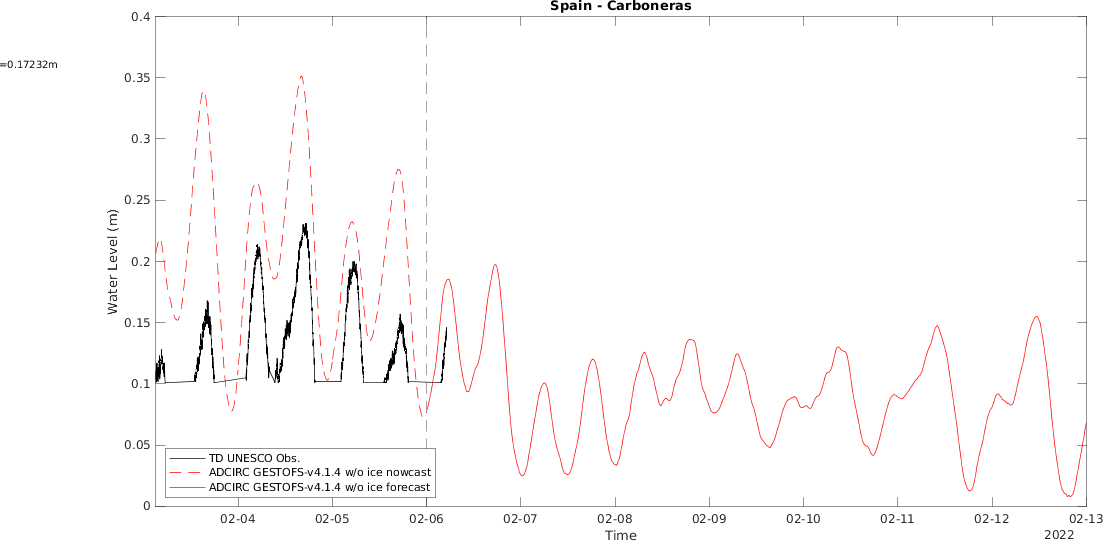 Spain - Carboneras
=0.17232m
0.4
0.35
0.3
0.25
0.2
0.15
0.1
0.05
0
Water Level (m)
TD UNESCO Obs.
ADCIRC GESTOFS-v4.1.4 w/o ice nowcast
ADCIRC GESTOFS-v4.1.4 w/o ice forecast
02-04 02-05 02-06 02-07 02-08 02-09 02-10 02-11 02-12 02-13
Time
2022